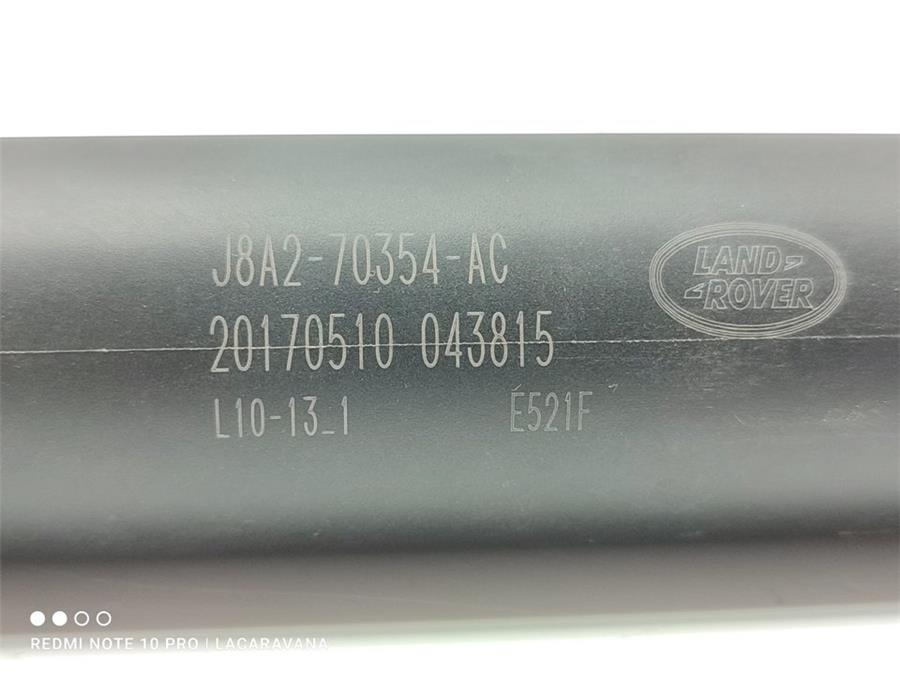 J8A2-70354-AC
LAND
ROVER
20170510 043815
L10-13_1 E521F
REDMI NOTE 10 PRO | LACARAVANA